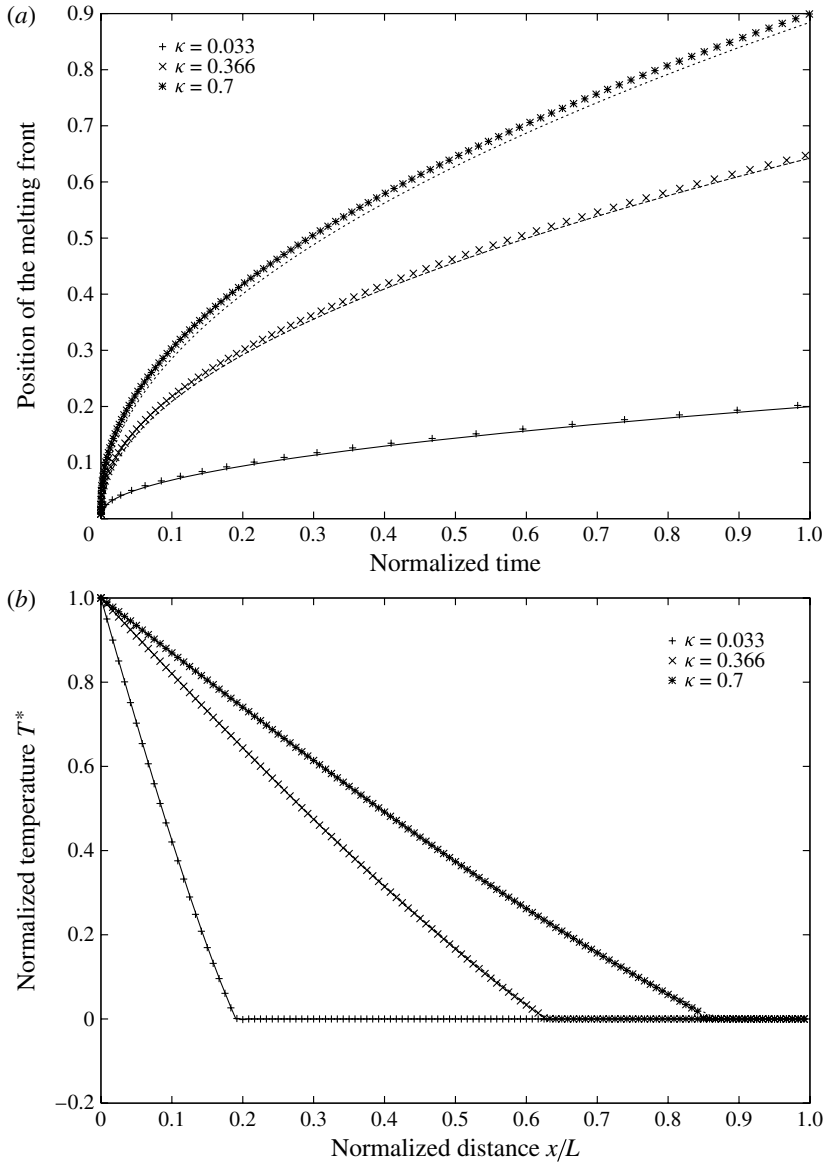 (a)
0.9
0.8
0.7
0.6
0.5
0.4
0.3
0.2
0.1
Position of the melting front
κ = 0.033
κ = 0.366
κ = 0.7
0 0.1 0.2 0.3 0.4 0.5 0.6 0.7 0.8 0.9 1.0
Normalized time
(b)
1.0
0.8
0.6
0.4
0.2
0
−0.2
Normalized temperature T*
κ = 0.033
κ = 0.366
κ = 0.7
0 0.1 0.2 0.3 0.4 0.5 0.6 0.7 0.8 0.9 1.0
Normalized distance x/L